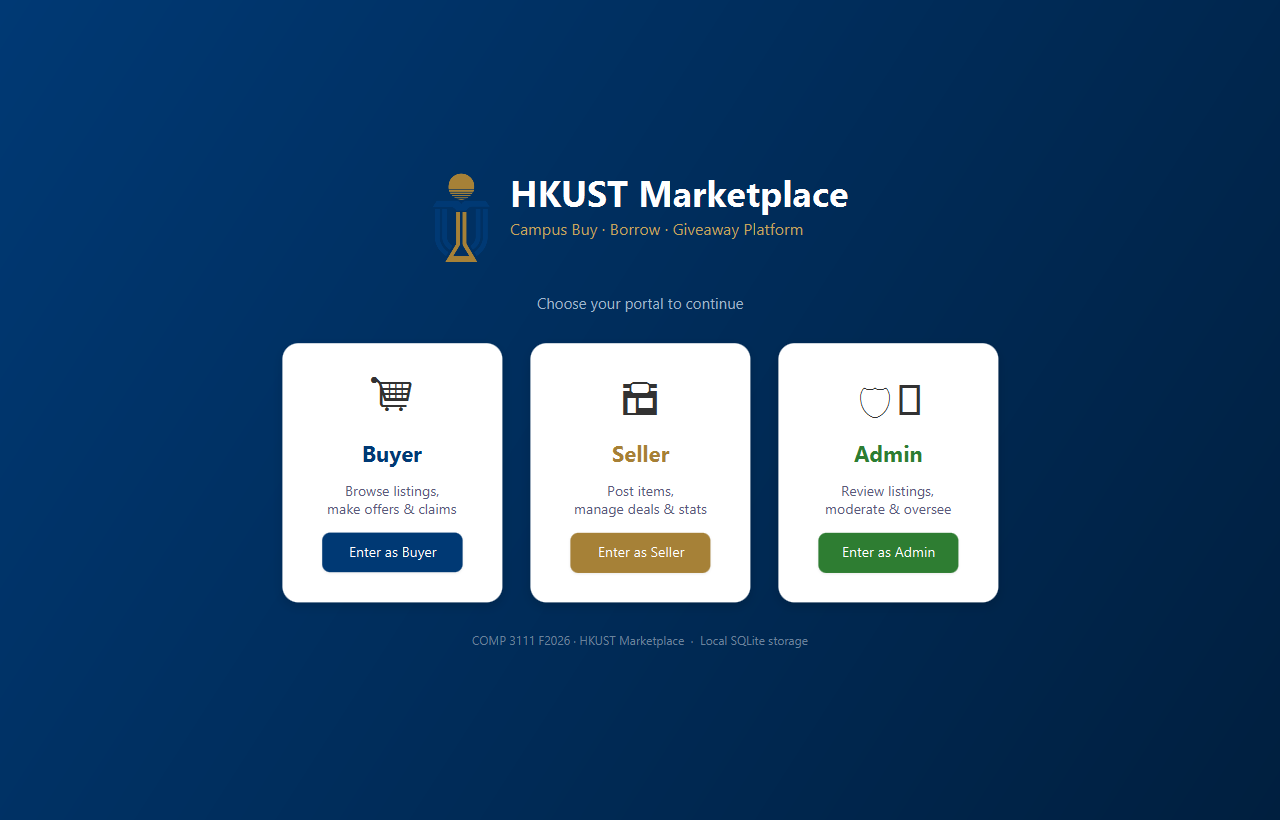 HKUST Marketplace
Campus Buy · Borrow · Giveaway Platform
Choose your portal to continue
Buyer
Browse listings,
make offers & claims
Enter as Buyer
Seller
Post items,
manage deals & stats
Enter as Seller
Admin
Review listings,
moderate & oversee
Enter as Admin
COMP 3111 F2026 · HKUST Marketplace · Local SQLite storage